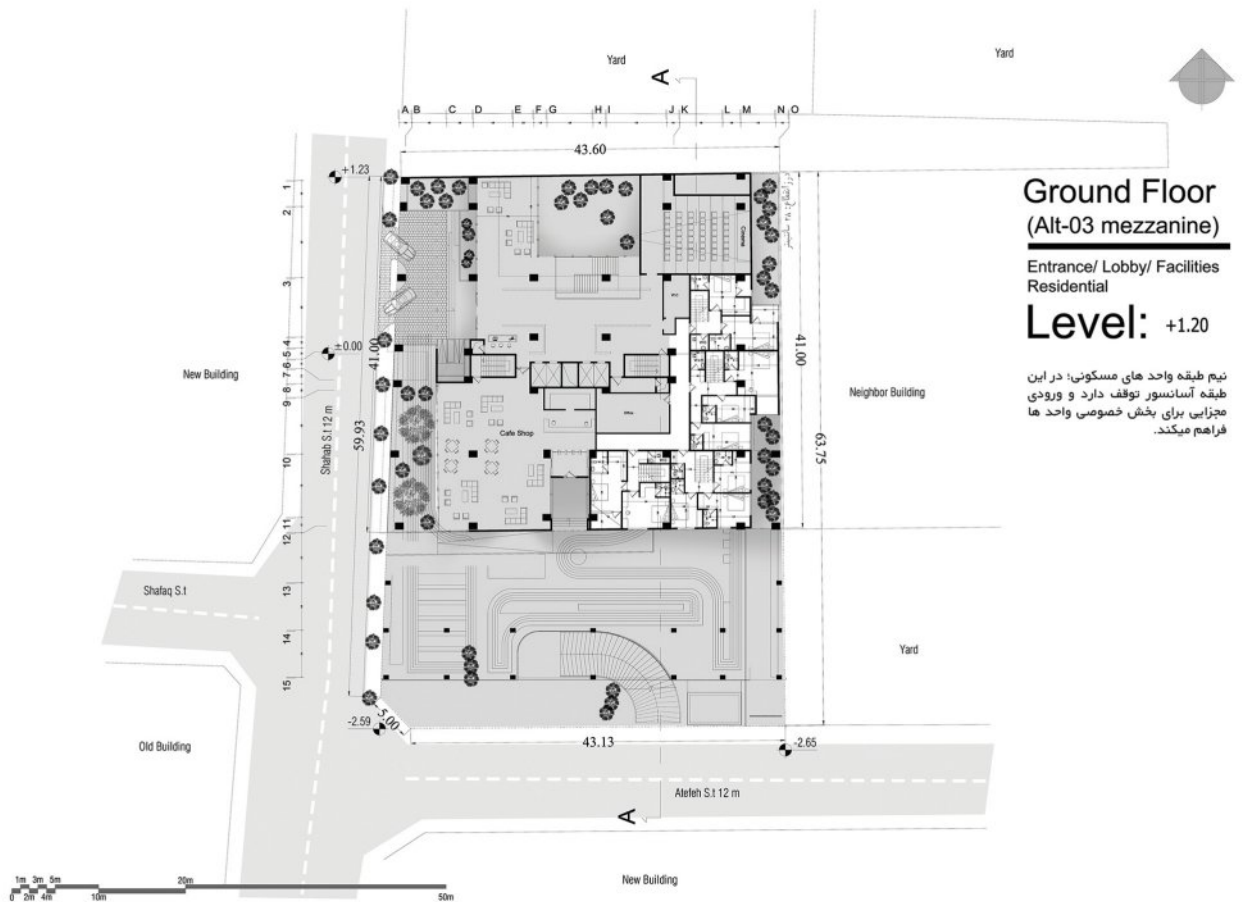 Yard
Yard
A
A B C D E F G H I J K L M N O
43.60
+1.23
1
2
3
4
5
6
7
8
9
10
11
12
13
14
15
Ground Floor
(Alt-03 mezzanine)
Entrance/ Lobby/ Facilities
Residential
Level: +1.20
نیم طبقه واحد های مسکونی؛ در این
طبقه آسانسور توقف دارد و ورودی
مجزایی برای بخش خصوصی واحد ها
فراهم میکند.
Cinema
±0.00
41.00
41.00
New Building
Neighbor Building
Shahab S.t 12 m
59.93
63.75
Office
Cafe Shop
Shafaq S.t
Yard
-2.59
5.00
43.13
-2.65
Old Building
Atefeh S.t 12 m
A
New Building
1m 3m 5m 20m
0 2m 4m 10m 50m